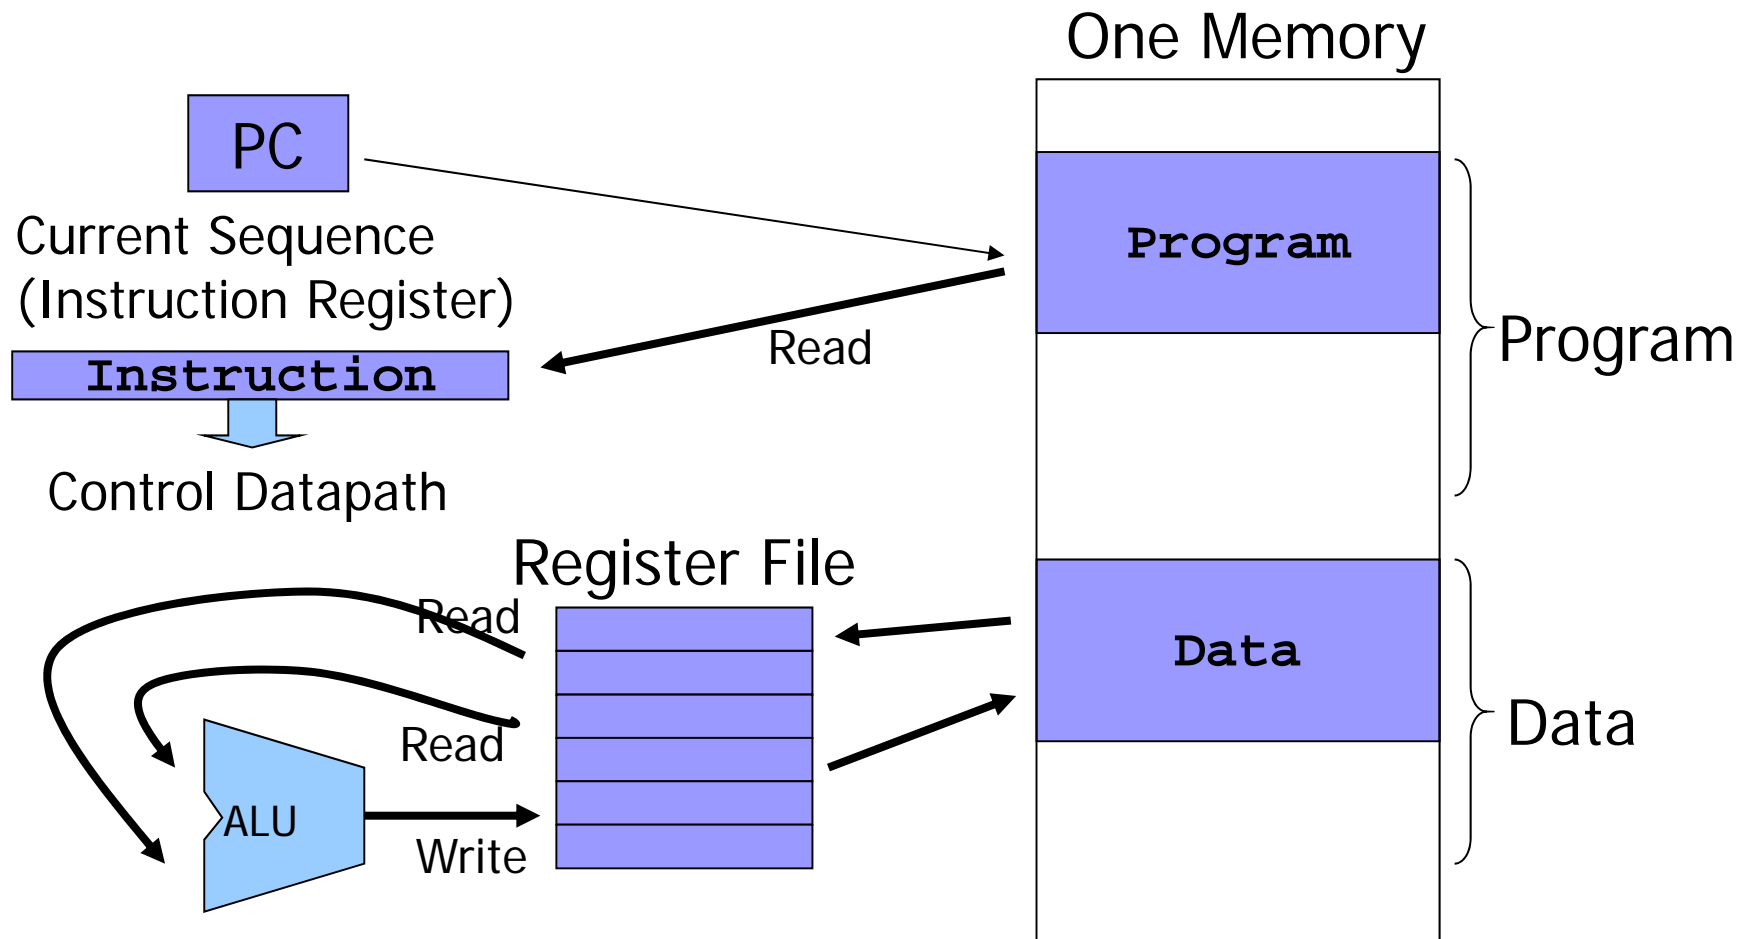 One Memory
PC
Current Sequence
(Instruction Register)
Instruction
Control Datapath
Read
Program
Program
Register File
Read
Read
ALU
Write
Data
Data